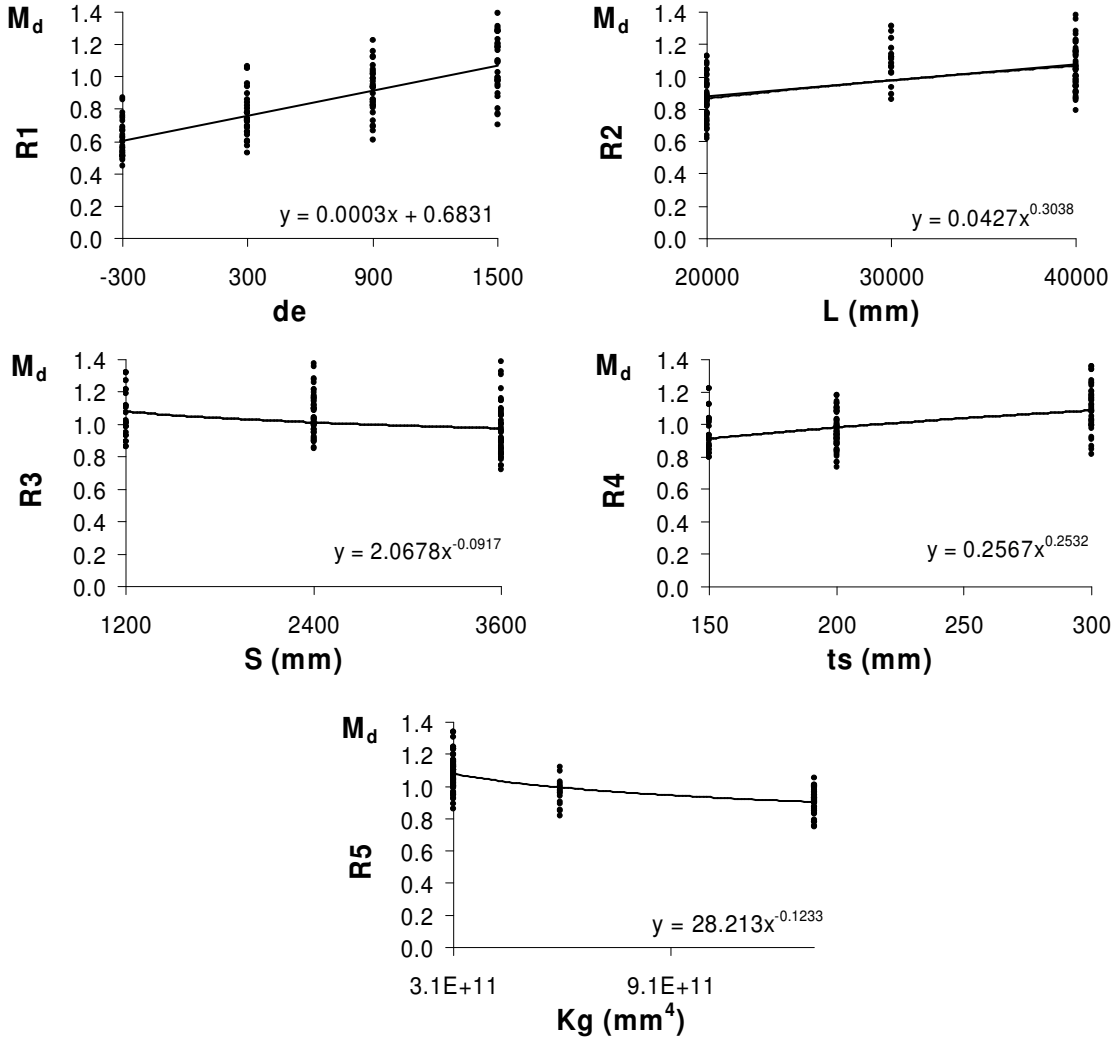 M_d
1.4
1.2
1.0
0.8
0.6
0.4
0.2
0.0
R1
y = 0.0003x + 0.6831
-300 300 900 1500
de
M_d
1.4
1.2
1.0
0.8
0.6
0.4
0.2
0.0
R2
y = 0.0427x^0.3038
20000 30000 40000
L (mm)
M_d
1.4
1.2
1.0
0.8
0.6
0.4
0.2
0.0
R3
y = 2.0678x^-0.0917
1200 2400 3600
S (mm)
M_d
1.4
1.2
1.0
0.8
0.6
0.4
0.2
0.0
R4
y = 0.2567x^0.2532
150 200 250 300
ts (mm)
M_d
1.4
1.2
1.0
0.8
0.6
0.4
0.2
0.0
R5
y = 28.213x^-0.1233
3.1E+11 9.1E+11
Kg (mm^4)